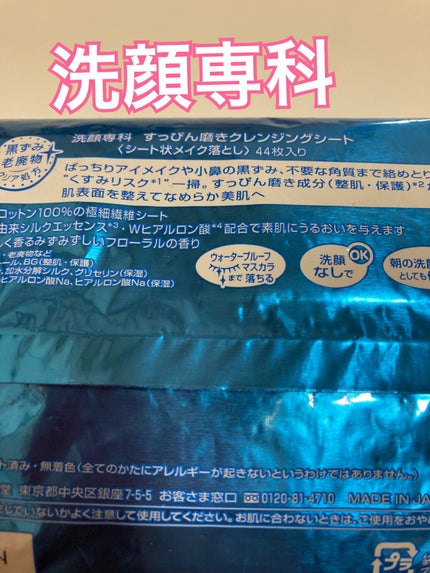 洗顔専科
黒ずみ
老廃物
クリア処方
洗顔専科 すっぴん磨きクレンジングシート
〈シート状メイク落とし〉44枚入り
ばっちりアイメイクや小鼻の黒ずみ、不要な角質まで絡めとり
"くすみリスク*1"一掃。すっぴん磨き成分(整肌・保護)*2が
肌表面を整えてなめらか美肌へ
コットン100%の極細繊維シート
由来シルクエッセンス*3、Wヒアルロン酸*4配合で素肌にうるおいを与えます
しく香るみずみずしいフローラルの香り
・老廃物など
ール、BG(整肌・保護)
、加水分解シルク、グリセリン(保湿)
ヒアルロン酸Na、ヒアルロン酸Na(保湿)
ウォータープルーフ
マスカラ
まで落ちる
洗顔
なしで
OK
朝の洗顔
としても
ト済み・無着色(全てのかたにアレルギーが起きないというわけではありません。)
堂 東京都中央区銀座7-5-5 お客さま窓口 0120-81-4710 MADE IN JA
生じていないかよく注意して使用してください。お肌に合わないときは、ご使用をおや
プラ